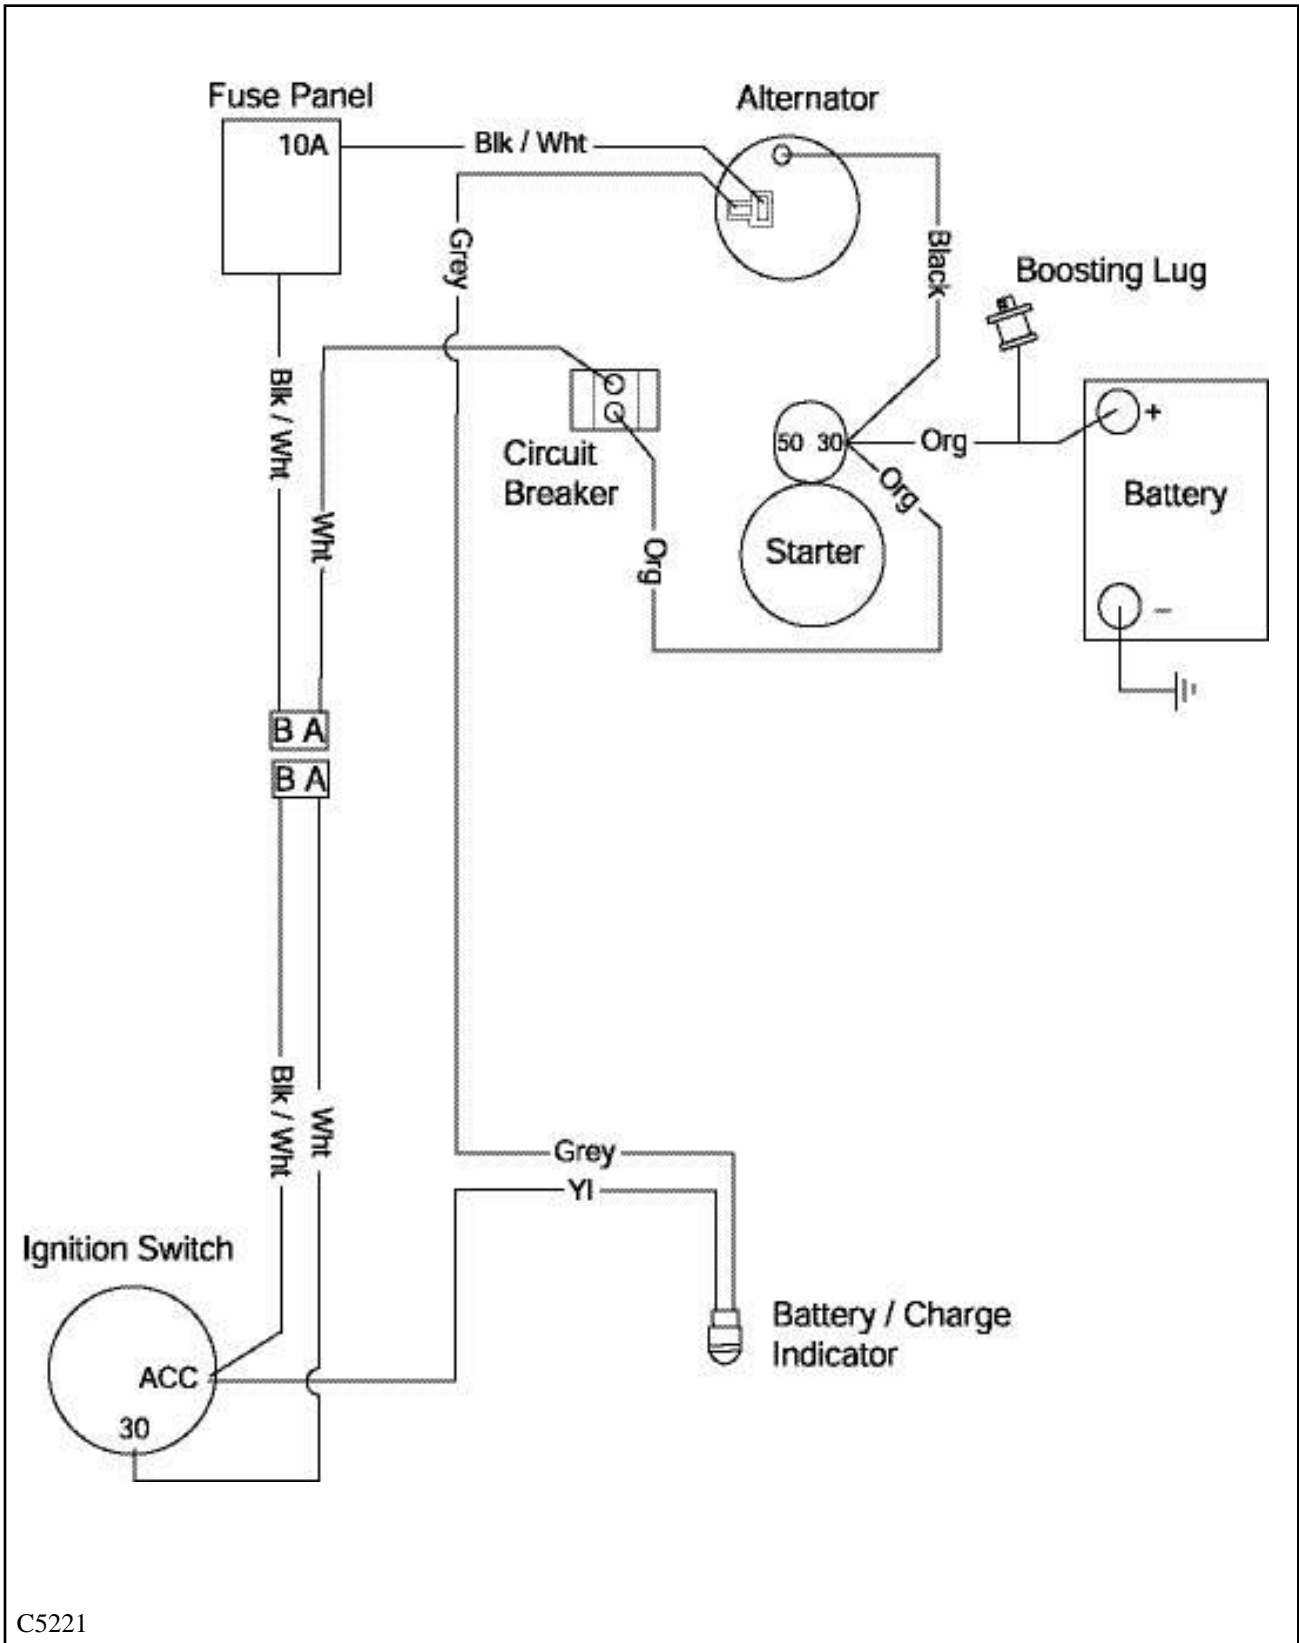 Fuse Panel
Alternator
10A
Blk / Wht
Grey
Black
Boosting Lug
Blk / Wht
Wht
Circuit
Breaker
50 30
Org
Org
+
Battery
Org
Starter
–
B A
B A
Blk / Wht
Wht
Grey
Yl
Ignition Switch
ACC
30
Battery / Charge
Indicator
C5221